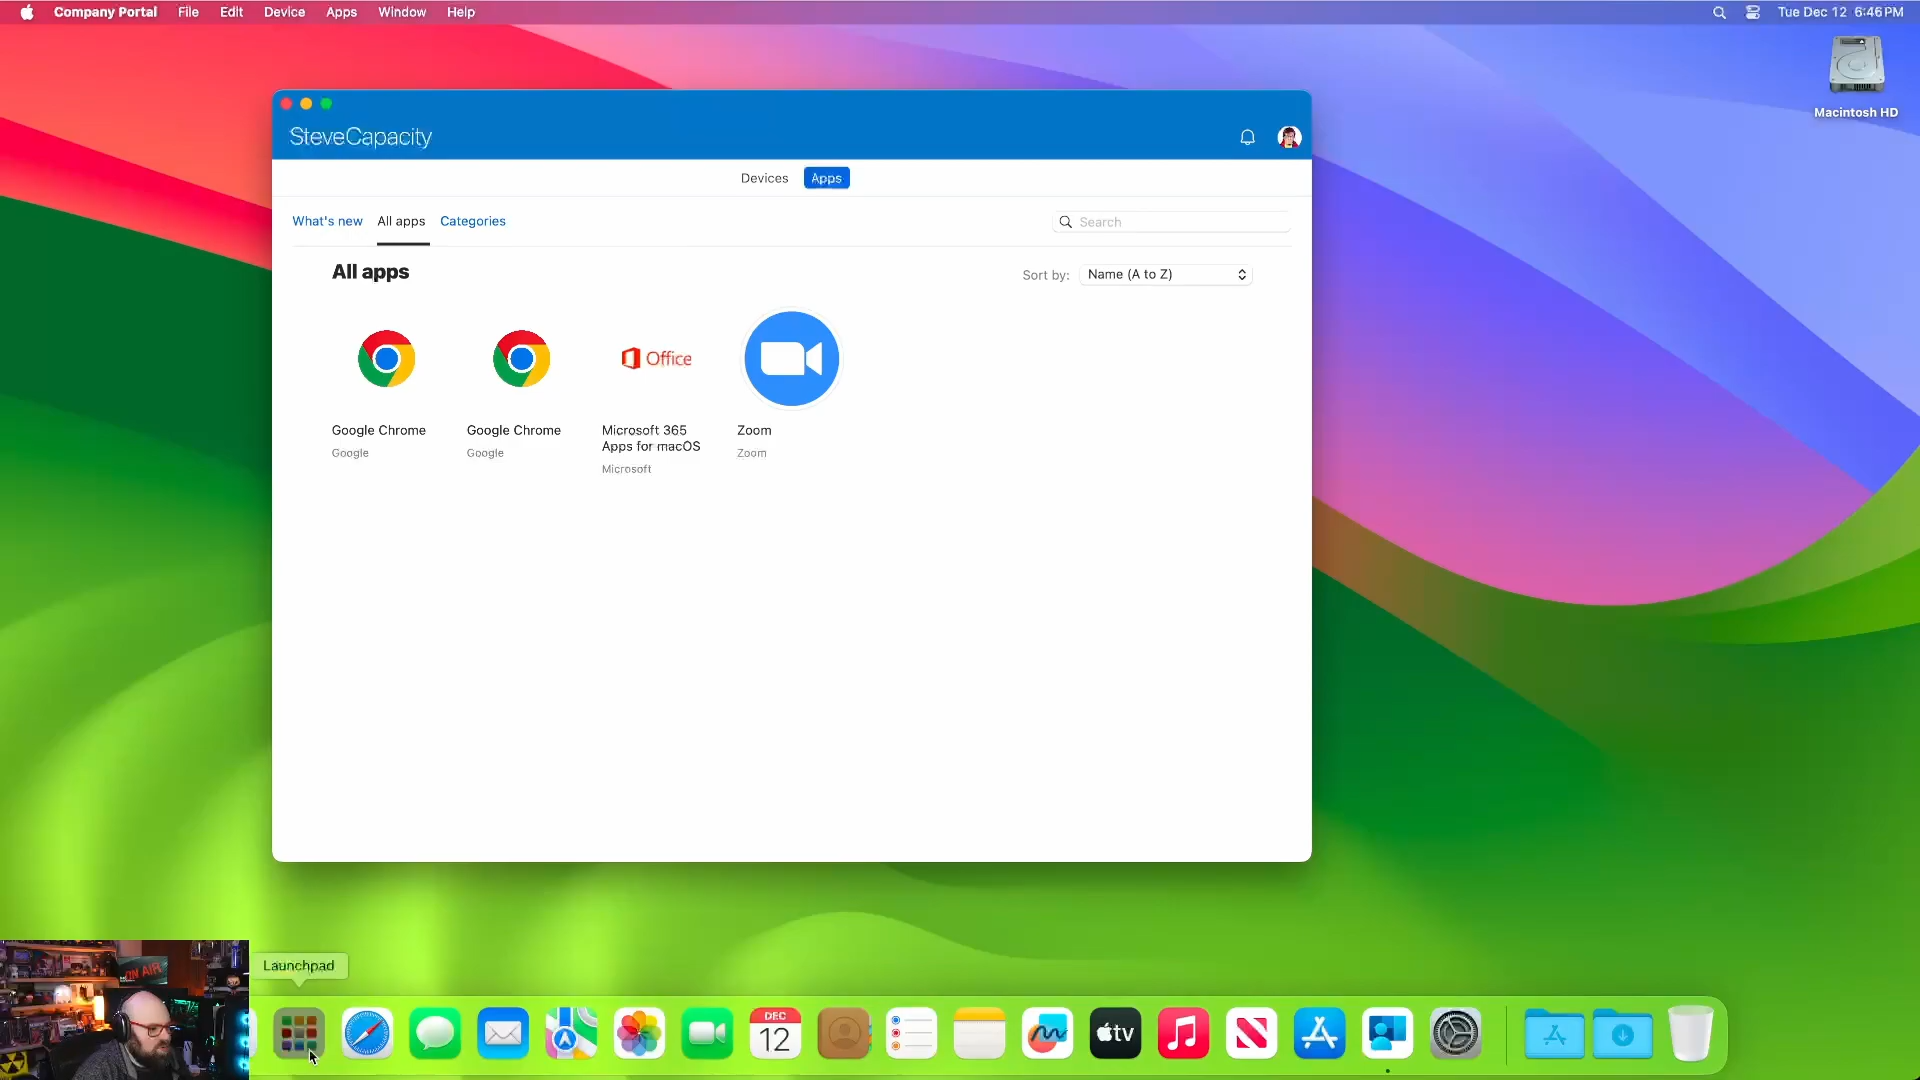 Company Portal File Edit Device Apps Window Help
Tue Dec 12 6:46 PM
Macintosh HD
SteveCapacity
Devices Apps
What's new All apps Categories
Search
All apps
Sort by: Name (A to Z)
Office
Google Chrome
Google
Google Chrome
Google
Microsoft 365
Apps for macOS
Microsoft
Zoom
Zoom
ON AIR
Launchpad
DEC
12
tv